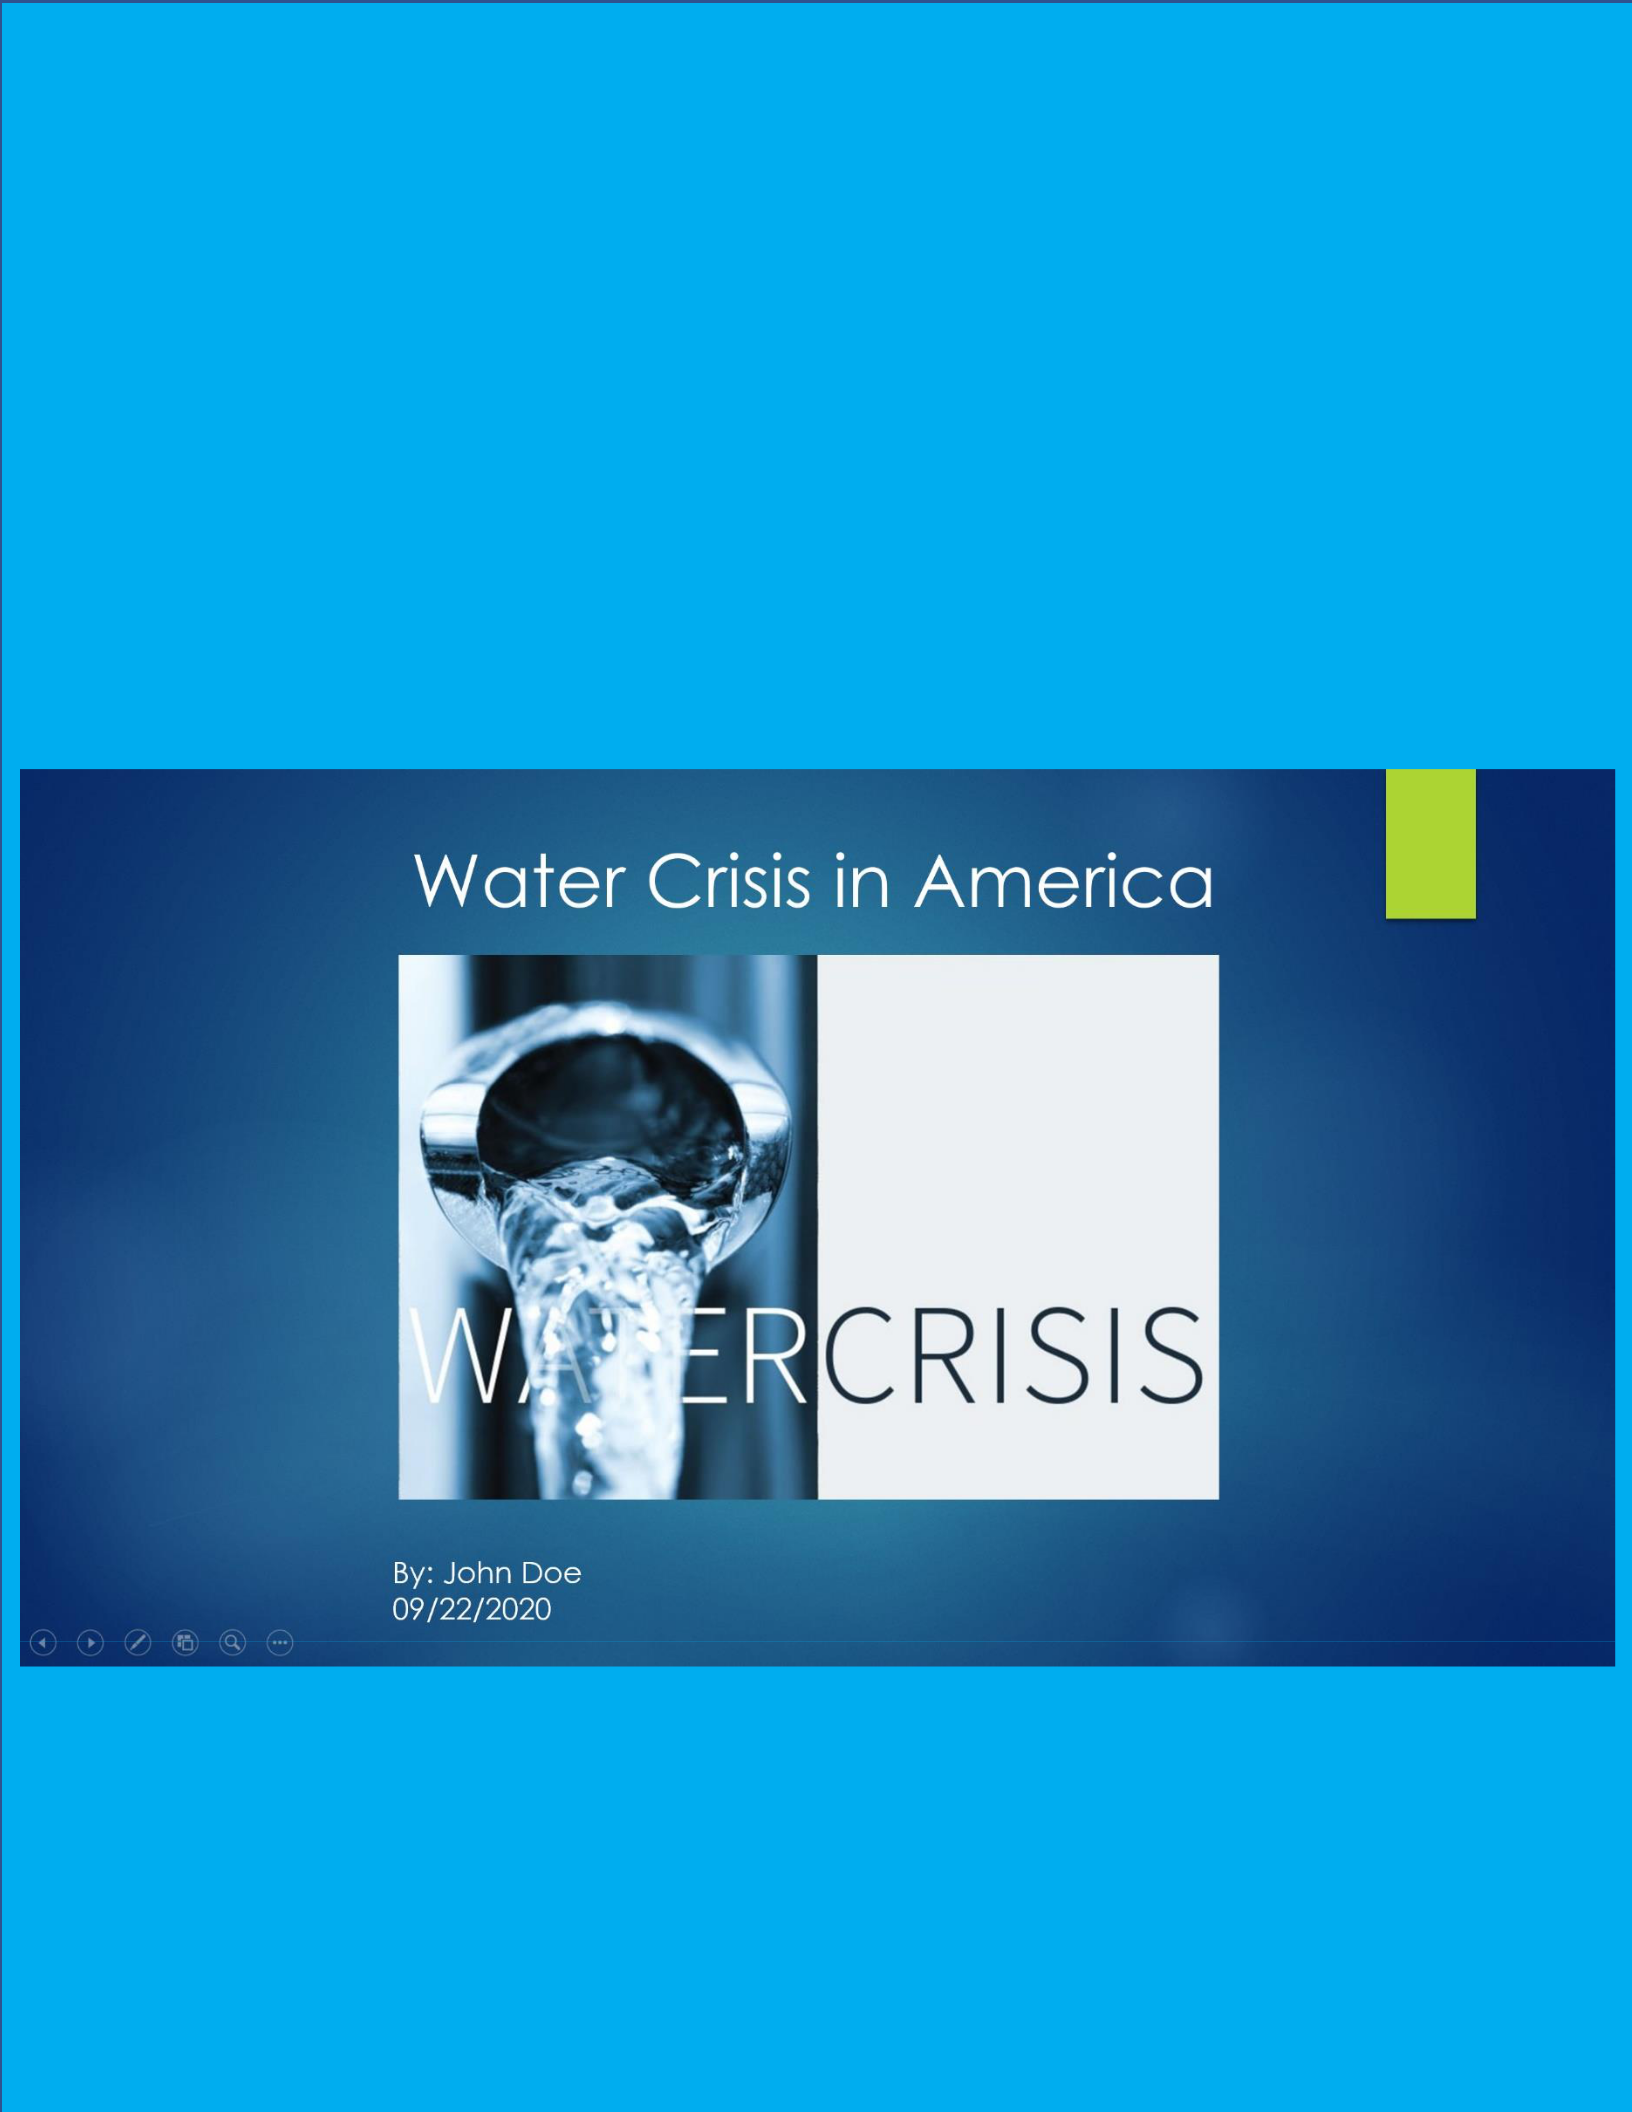 Water Crisis in America
WATERCRISIS
By: John Doe
09/22/2020